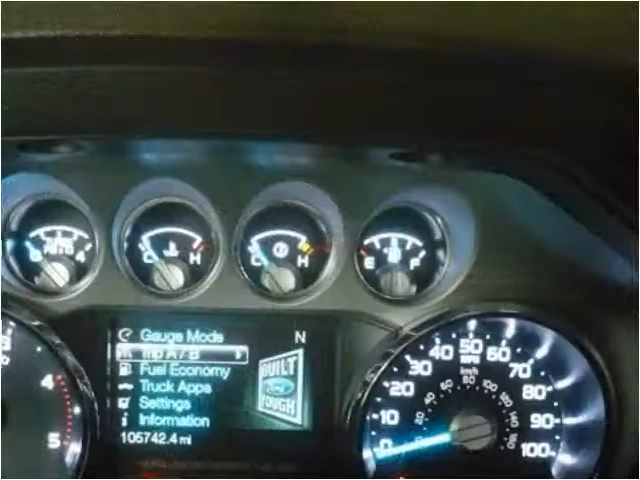 C H
C H
E F
Gauge Mode N
Trip A / B
Fuel Economy
Truck Apps
Settings
Information
105742.4 mi
BUILT
Ford
TOUGH
4
5
0 10 20 30 40 50 60 70 80 90 100
MPH
km/h